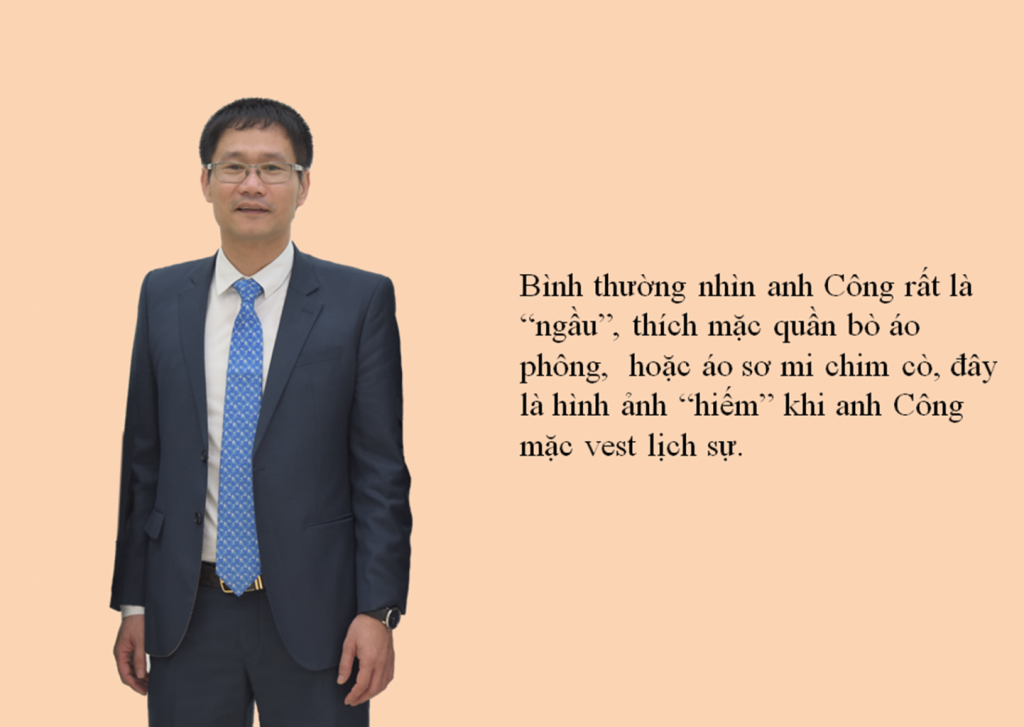 Bình thường nhìn anh Công rất là
“ngầu”, thích mặc quần bò áo
phông,  hoặc áo sơ mi chim cò, đây
là hình ảnh “hiếm” khi anh Công
mặc vest lịch sự.